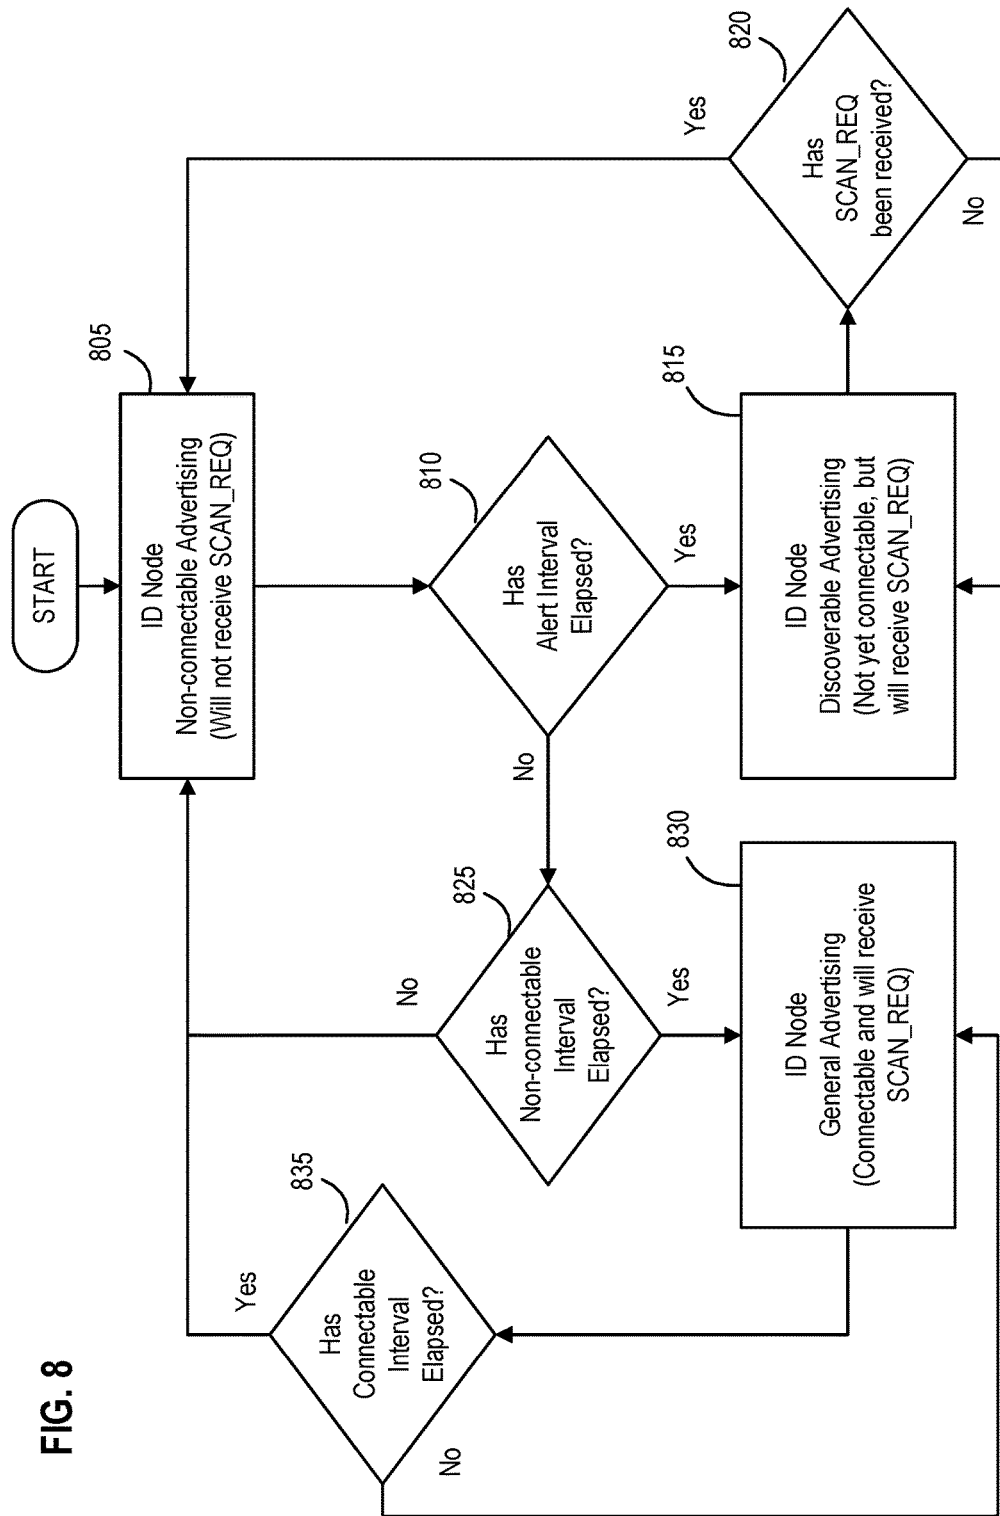 START
805
ID Node
Non-connectable Advertising
(Will not receive SCAN_REQ)
810
Has
Alert Interval
Elapsed?
Yes
No
815
ID Node
Discoverable Advertising
(Not yet connectable, but
will receive SCAN_REQ)
820
Has
SCAN_REQ
been received?
Yes
No
825
Has
Non-connectable
Interval
Elapsed?
No
Yes
830
ID Node
General Advertising
(Connectable and will receive
SCAN_REQ)
835
Has
Connectable
Interval
Elapsed?
Yes
No
FIG. 8